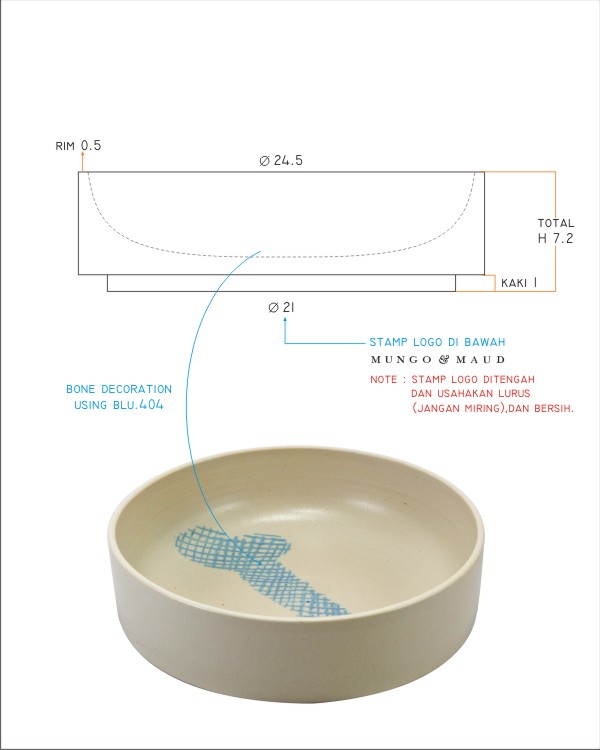 RIM 0.5
Ø 24.5
TOTAL
H 7.2
KAKI 1
Ø 21
STAMP LOGO DI BAWAH
MUNGO & MAUD
NOTE : STAMP LOGO DITENGAH
DAN USAHAKAN LURUS
(JANGAN MIRING),DAN BERSIH.
BONE DECORATION
USING BLU.404